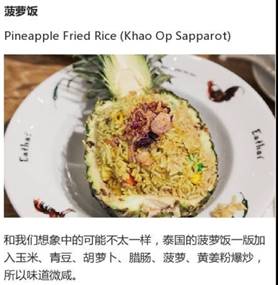 菠萝饭
Pineapple Fried Rice (Khao Op Sapparot)
Eathai
Eathai
和我们想象中的可能不太一样，泰国的菠萝饭一版加
入玉米、青豆、胡萝卜、腊肠、菠萝、黄姜粉爆炒，
所以味道微咸。